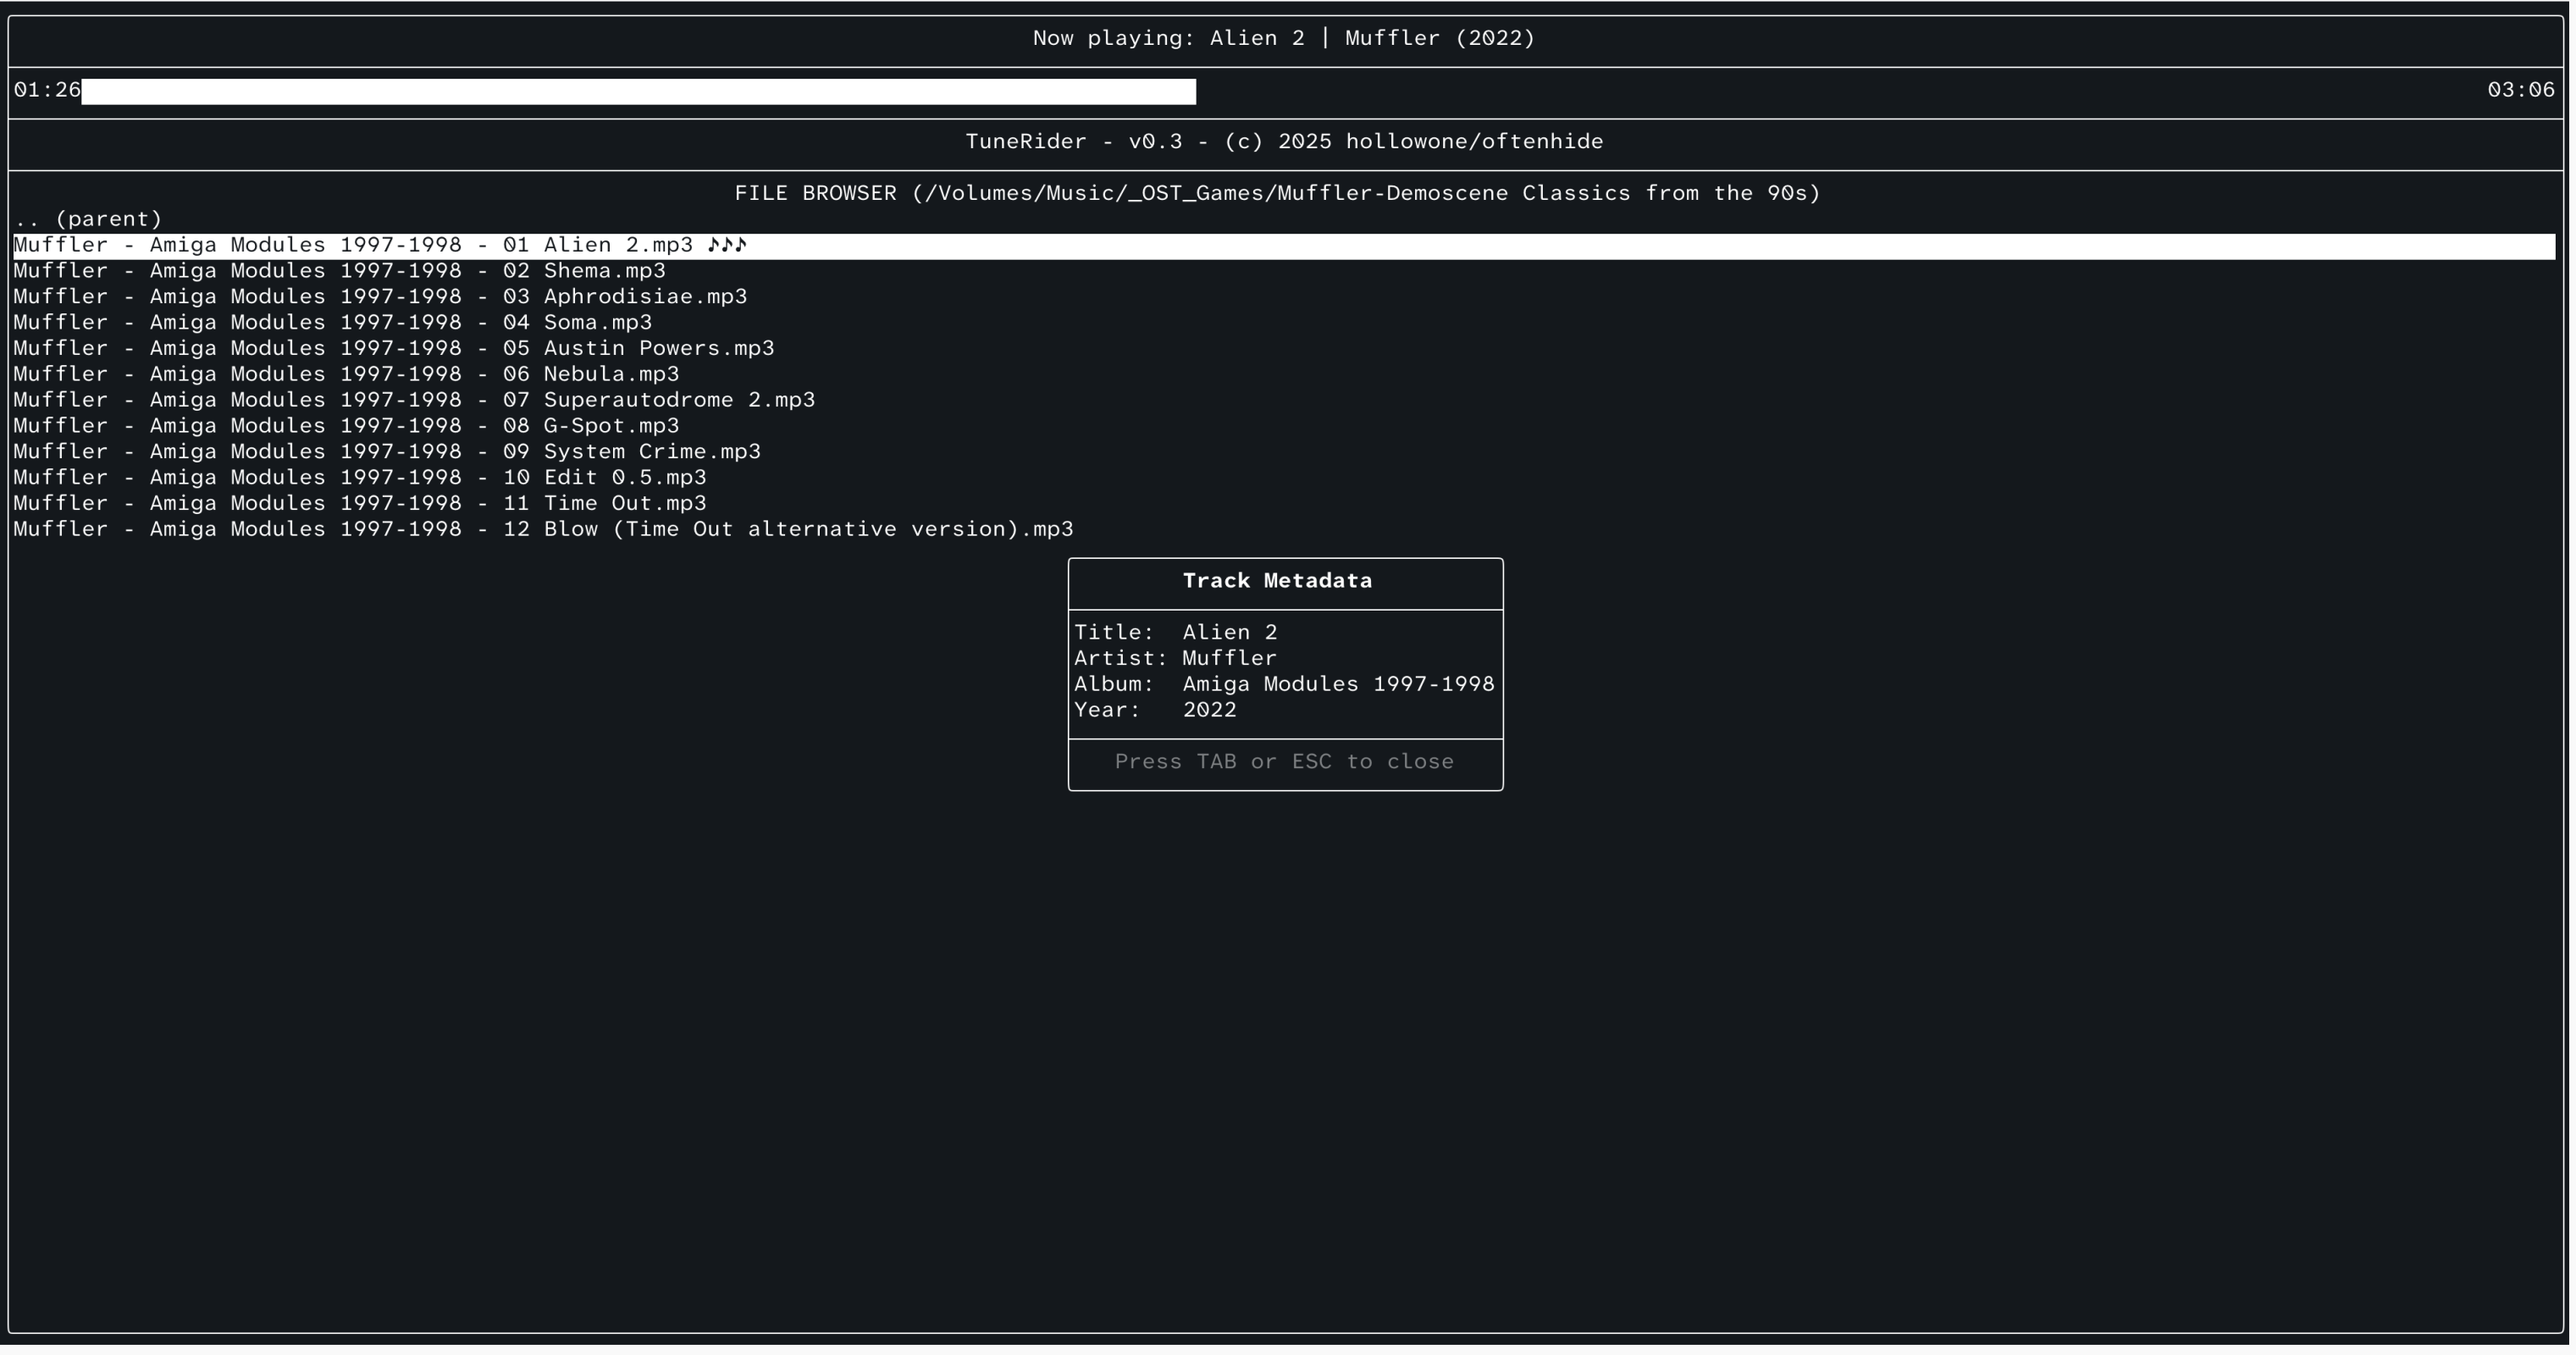 Now playing: Alien 2 | Muffler (2022)
01:26 03:06
TuneRider - v0.3 - (c) 2025 hollowone/oftenhide
FILE BROWSER (/Volumes/Music/_OST_Games/Muffler-Demoscene Classics from the 90s)
.. (parent)
Muffler - Amiga Modules 1997-1998 - 01 Alien 2.mp3 ♪♪♪
Muffler - Amiga Modules 1997-1998 - 02 Shema.mp3
Muffler - Amiga Modules 1997-1998 - 03 Aphrodisiae.mp3
Muffler - Amiga Modules 1997-1998 - 04 Soma.mp3
Muffler - Amiga Modules 1997-1998 - 05 Austin Powers.mp3
Muffler - Amiga Modules 1997-1998 - 06 Nebula.mp3
Muffler - Amiga Modules 1997-1998 - 07 Superautodrome 2.mp3
Muffler - Amiga Modules 1997-1998 - 08 G-Spot.mp3
Muffler - Amiga Modules 1997-1998 - 09 System Crime.mp3
Muffler - Amiga Modules 1997-1998 - 10 Edit 0.5.mp3
Muffler - Amiga Modules 1997-1998 - 11 Time Out.mp3
Muffler - Amiga Modules 1997-1998 - 12 Blow (Time Out alternative version).mp3
Track Metadata
Title: Alien 2
Artist: Muffler
Album: Amiga Modules 1997-1998
Year: 2022
Press TAB or ESC to close